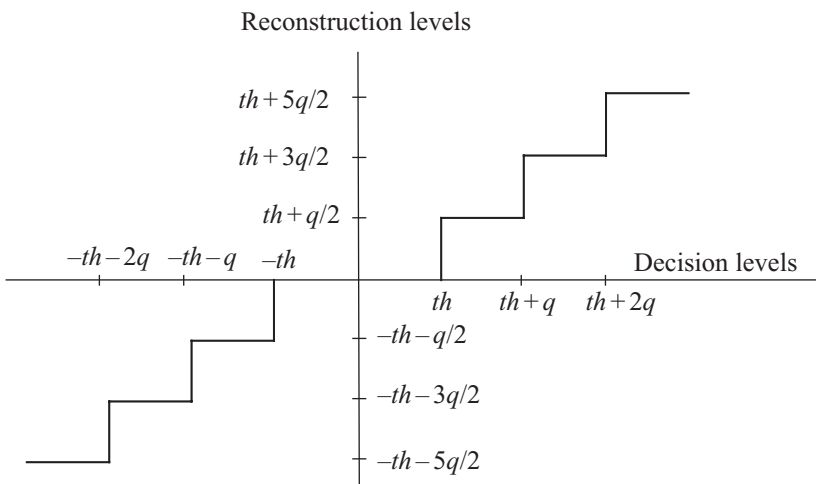 Reconstruction levels
th + 5q/2
th + 3q/2
th + q/2
–th – 2q –th – q –th
Decision levels
th th + q th + 2q
–th – q/2
–th – 3q/2
–th – 5q/2